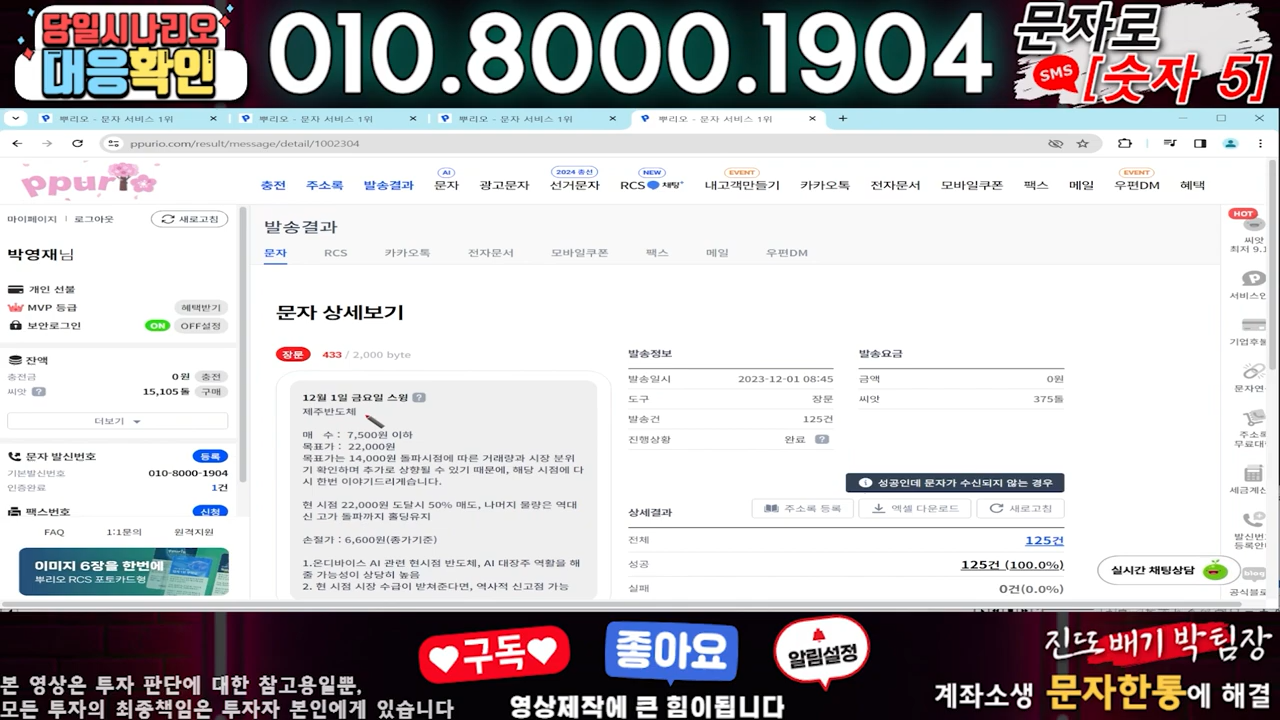 당일시나리오
대응확인
010.8000.1904
문자로
SMS
[숫자 5]
뿌리오 - 문자 서비스 1위
뿌리오 - 문자 서비스 1위
뿌리오 - 문자 서비스 1위
뿌리오 - 문자 서비스 1위
ppurio.com/result/message/detail/1002304
ppurio
충전
주소록
발송결과
AI
문자
광고문자
2024 총선
선거문자
NEW
RCS 채팅+
EVENT
내고객만들기
카카오톡
전자문서
모바일쿠폰
팩스
메일
EVENT
우편DM
혜택
마이페이지 | 로그아웃
새로고침
박영재님
개인 선불
MVP 등급 혜택받기
보안로그인 ON OFF설정
잔액
충전금 0원 충전
씨앗 ? 15,105톨 구매
더보기
문자 발신번호 등록
기본발신번호 010-8000-1904
인증완료 1건
팩스번호 신청
FAQ 1:1문의 원격지원
이미지 6장을 한번에
뿌리오 RCS 포토카드형
발송결과
문자 RCS 카카오톡 전자문서 모바일쿠폰 팩스 메일 우편DM
문자 상세보기
장문 433 / 2,000 byte
12월 1일 금요일 스윙 ?
제주반도체
매 수 : 7,500원 이하
목표가 : 22,000원
목표가는 14,000원 돌파시점에 따른 거래량과 시장 분위
기 확인하며 추가로 상향될 수 있기 때문에, 해당 시점에 다
시 한번 이야기드리게습니다.
현 시점 22,000원 도달시 50% 매도, 나머지 물량은 역대
신 고가 돌파까지 홀딩유지
손절가 : 6,600원(종가기준)
1.온디바이스 AI 관련 현시점 반도체, AI 대장주 역활을 해
줄 가능성이 상당히 높음
2. 현 시점 시장 수급이 받쳐준다면, 역사적 신고점 가능
발송정보
발송일시 2023-12-01 08:45
도구 장문
발송건 125건
진행상황 완료 ?
발송요금
금액 0원
씨앗 375톨
성공인데 문자가 수신되지 않는 경우
상세결과
주소록 등록
엑셀 다운로드
새로고침
전체 125건
성공 125건 (100.0%)
실패 0건(0.0%)
HOT
씨앗
최저 9.
서비스인
기업후불
문자연
주소록
무료대
세금계산
발신번호
등록안
blog
공식블로
실시간 채팅상담
구독
좋아요
알림설정
진또배기 박팀장
본 영상은 투자 판단에 대한 참고용일뿐,
모든 투자의 최종책임은 투자자 본인에게 있습니다
영상제작에 큰 힘이됩니다
계좌소생 문자한통에 해결